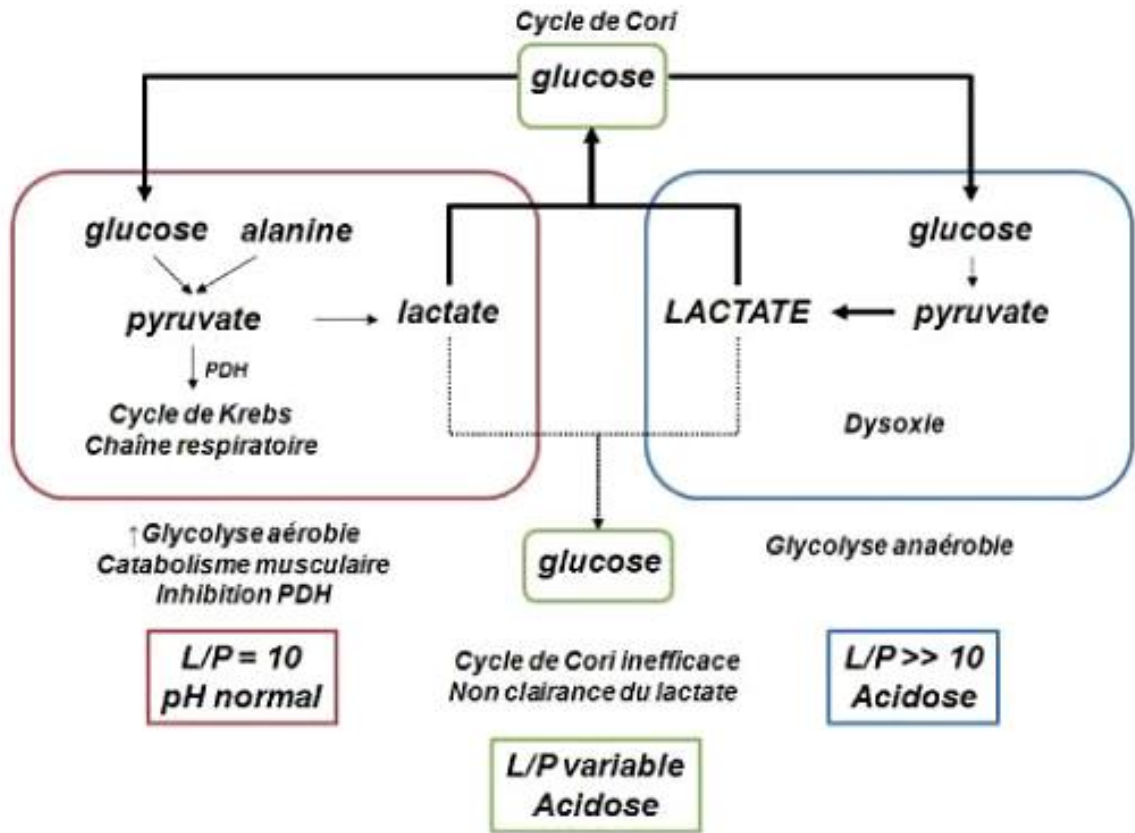 Cycle de Cori
glucose
glucose alanine
pyruvate
lactate
PDH
Cycle de Krebs
Chaîne respiratoire
glucose
LACTATE
pyruvate
Dysoxie
↑Glycolyse aérobie
Catabolisme musculaire
Inhibition PDH
L/P = 10
pH normal
glucose
Cycle de Cori inefficace
Non clairance du lactate
L/P variable
Acidose
Glycolyse anaérobie
L/P >> 10
Acidose